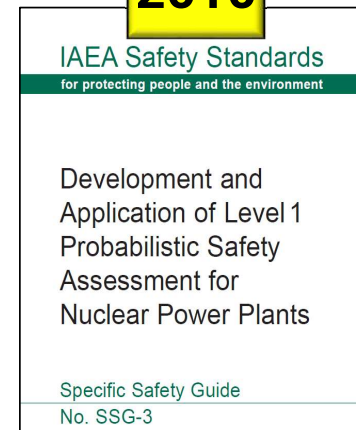 2010
IAEA Safety Standards
for protecting people and the environment
Development and
Application of Level 1
Probabilistic Safety
Assessment for
Nuclear Power Plants
Specific Safety Guide
No. SSG-3